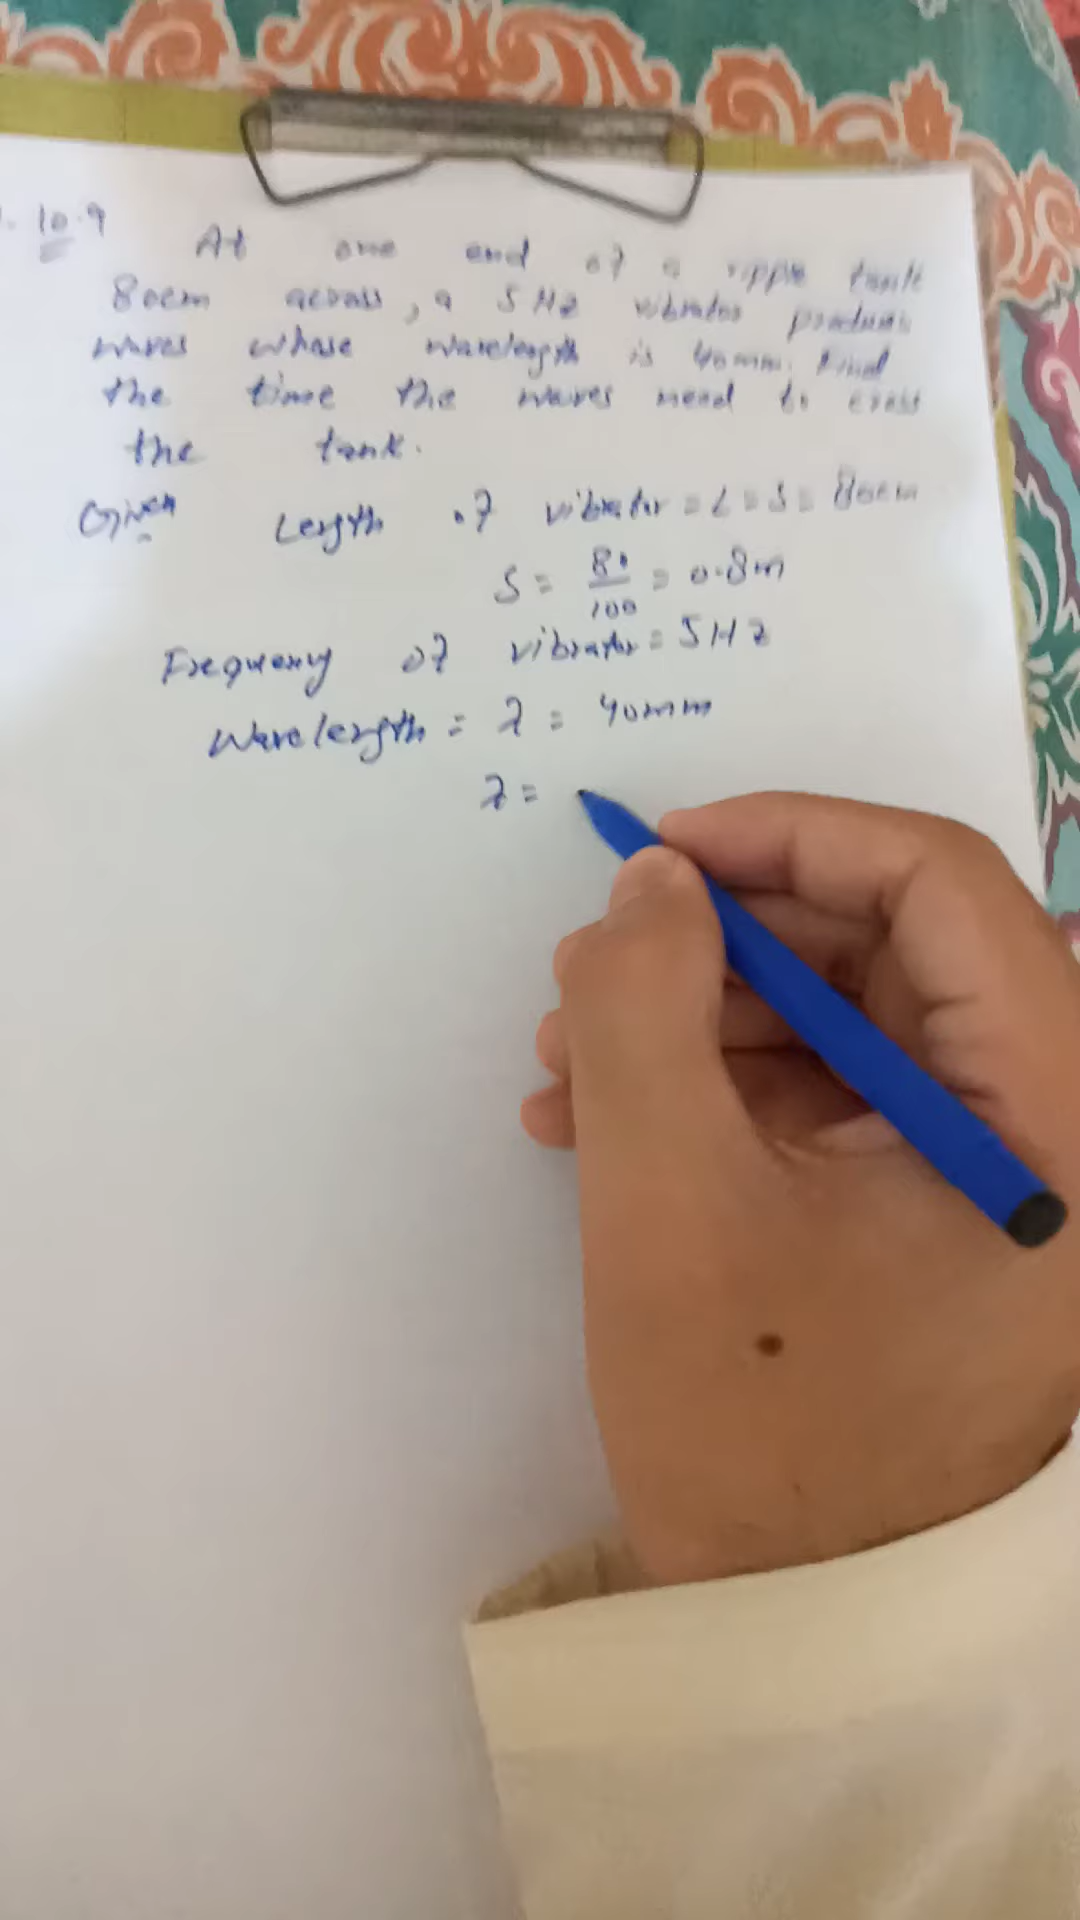 10.9 At one end of a ripple tank
80cm across, a 5Hz vibrator produces
waves whose wavelength is 40mm. Find
the time the waves need to cross
the tank.
Given Length of vibrator = L = S = 80cm
S = 80/100 = 0.8m
Frequency of vibrator = 5Hz
Wavelength = λ = 40mm
λ =